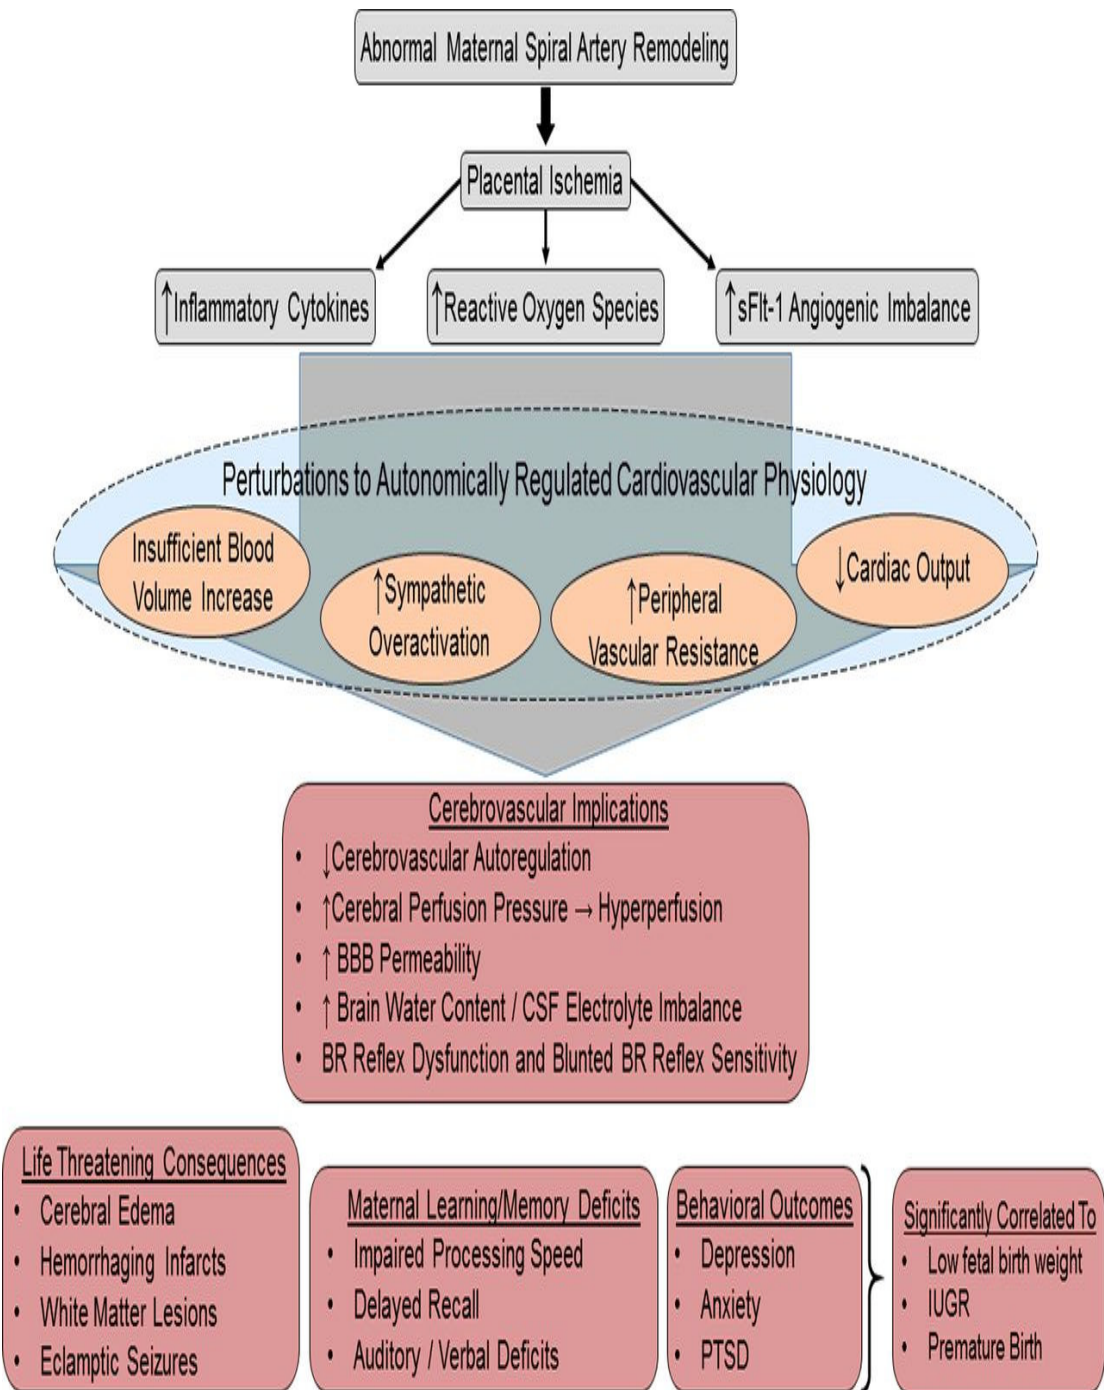 Abnormal Maternal Spiral Artery Remodeling
Placental Ischemia
↑Inflammatory Cytokines
↑Reactive Oxygen Species
↑sFlt-1 Angiogenic Imbalance
Perturbations to Autonomically Regulated Cardiovascular Physiology
Insufficient Blood
Volume Increase
↑Sympathetic
Overactivation
↑Peripheral
Vascular Resistance
↓Cardiac Output
Cerebrovascular Implications
• ↓Cerebrovascular Autoregulation
• ↑Cerebral Perfusion Pressure → Hyperperfusion
• ↑ BBB Permeability
• ↑ Brain Water Content / CSF Electrolyte Imbalance
• BR Reflex Dysfunction and Blunted BR Reflex Sensitivity
Life Threatening Consequences
• Cerebral Edema
• Hemorrhaging Infarcts
• White Matter Lesions
• Eclamptic Seizures
Maternal Learning/Memory Deficits
• Impaired Processing Speed
• Delayed Recall
• Auditory / Verbal Deficits
Behavioral Outcomes
• Depression
• Anxiety
• PTSD
Significantly Correlated To
• Low fetal birth weight
• IUGR
• Premature Birth